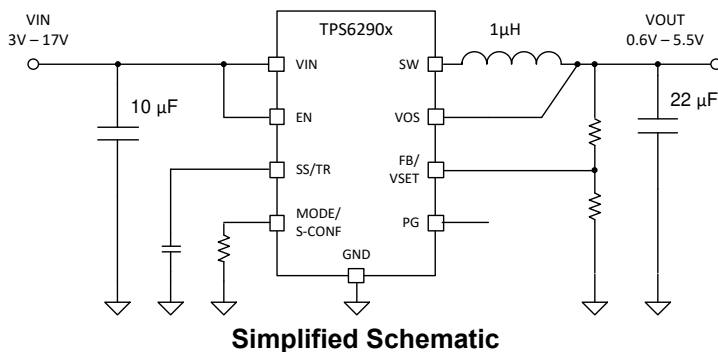 VIN
3V – 17V
TPS6290x
1µH
VOUT
0.6V – 5.5V
VIN
SW
10 µF
EN
VOS
22 µF
SS/TR
FB/
VSET
MODE/
S-CONF
PG
GND
Simplified Schematic